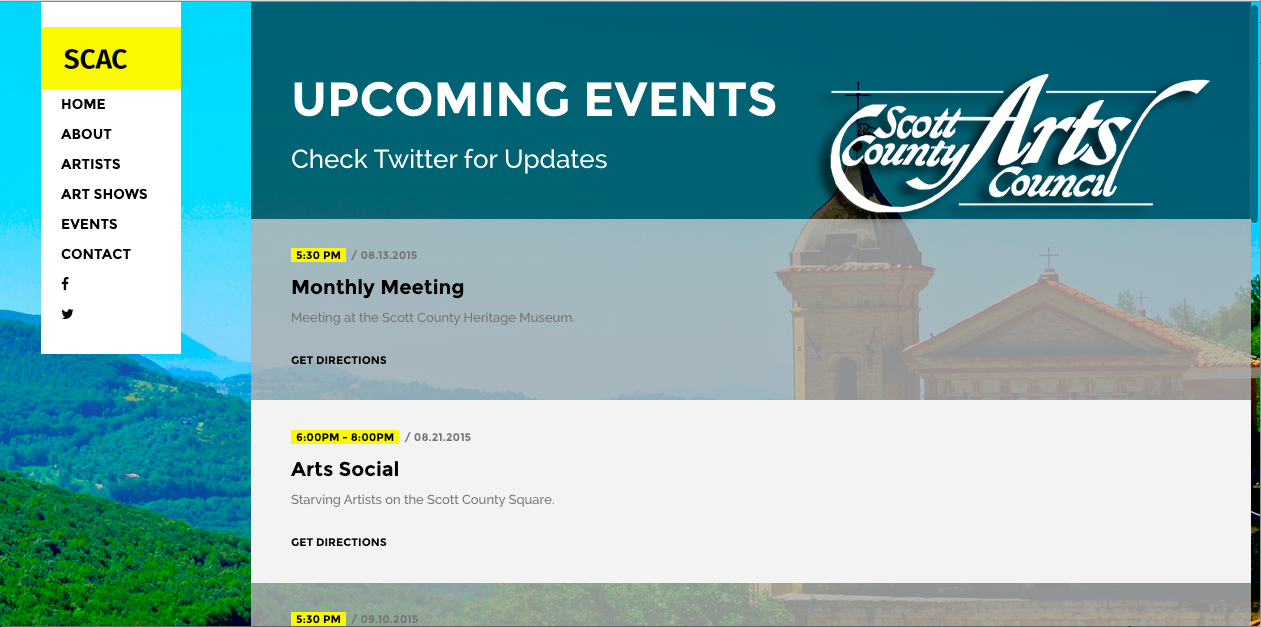 SCAC
HOME
ABOUT
ARTISTS
ART SHOWS
EVENTS
CONTACT
UPCOMING EVENTS
Check Twitter for Updates
Scott
County
Arts
Council
5:30 PM / 08.13.2015
Monthly Meeting
Meeting at the Scott County Heritage Museum.
GET DIRECTIONS
6:00PM - 8:00PM / 08.21.2015
Arts Social
Starving Artists on the Scott County Square.
GET DIRECTIONS
5:30 PM / 09.10.2015